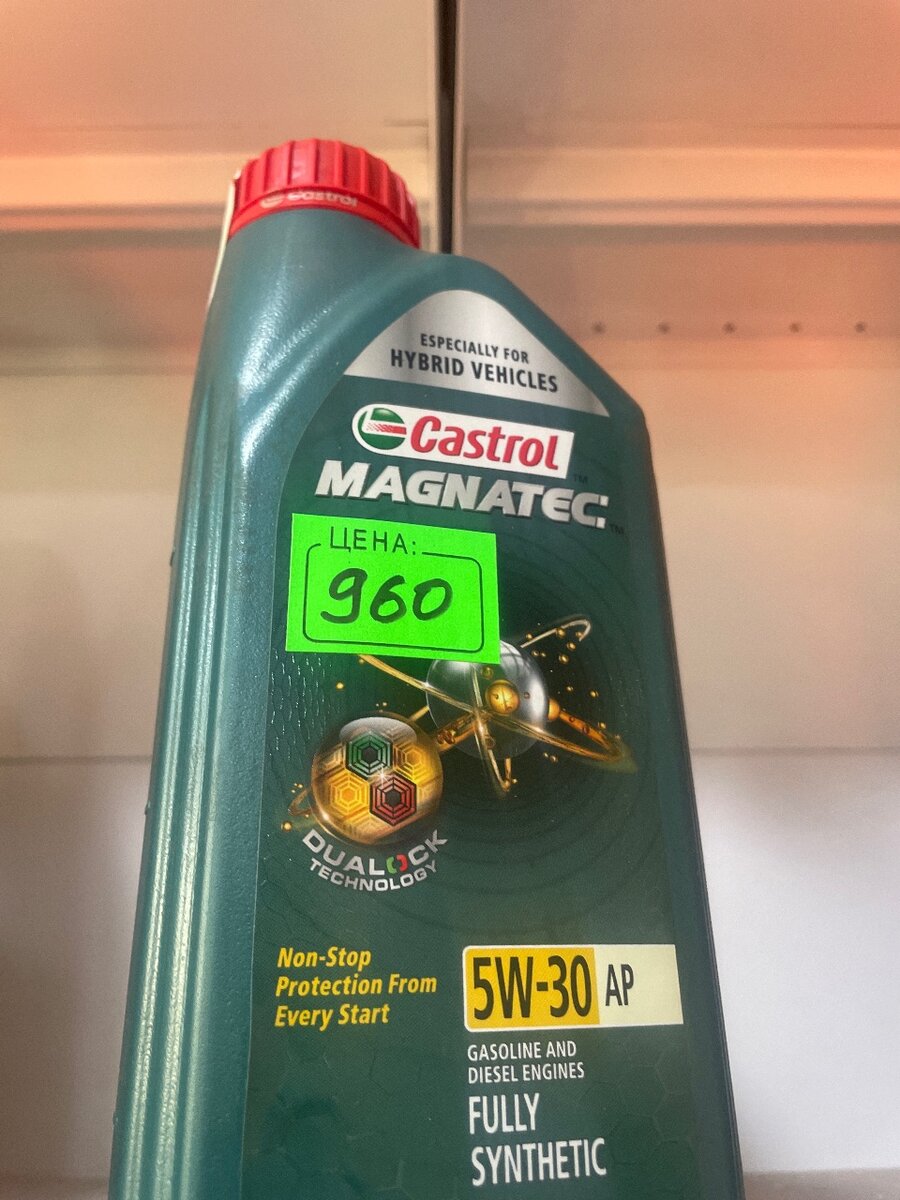 Castrol
ESPECIALLY FOR
HYBRID VEHICLES
Castrol
MAGNATEC
ЦЕНА:
960
DUALOCK
TECHNOLOGY
Non-Stop
Protection From
Every Start
5W-30 AP
GASOLINE AND
DIESEL ENGINES
FULLY
SYNTHETIC